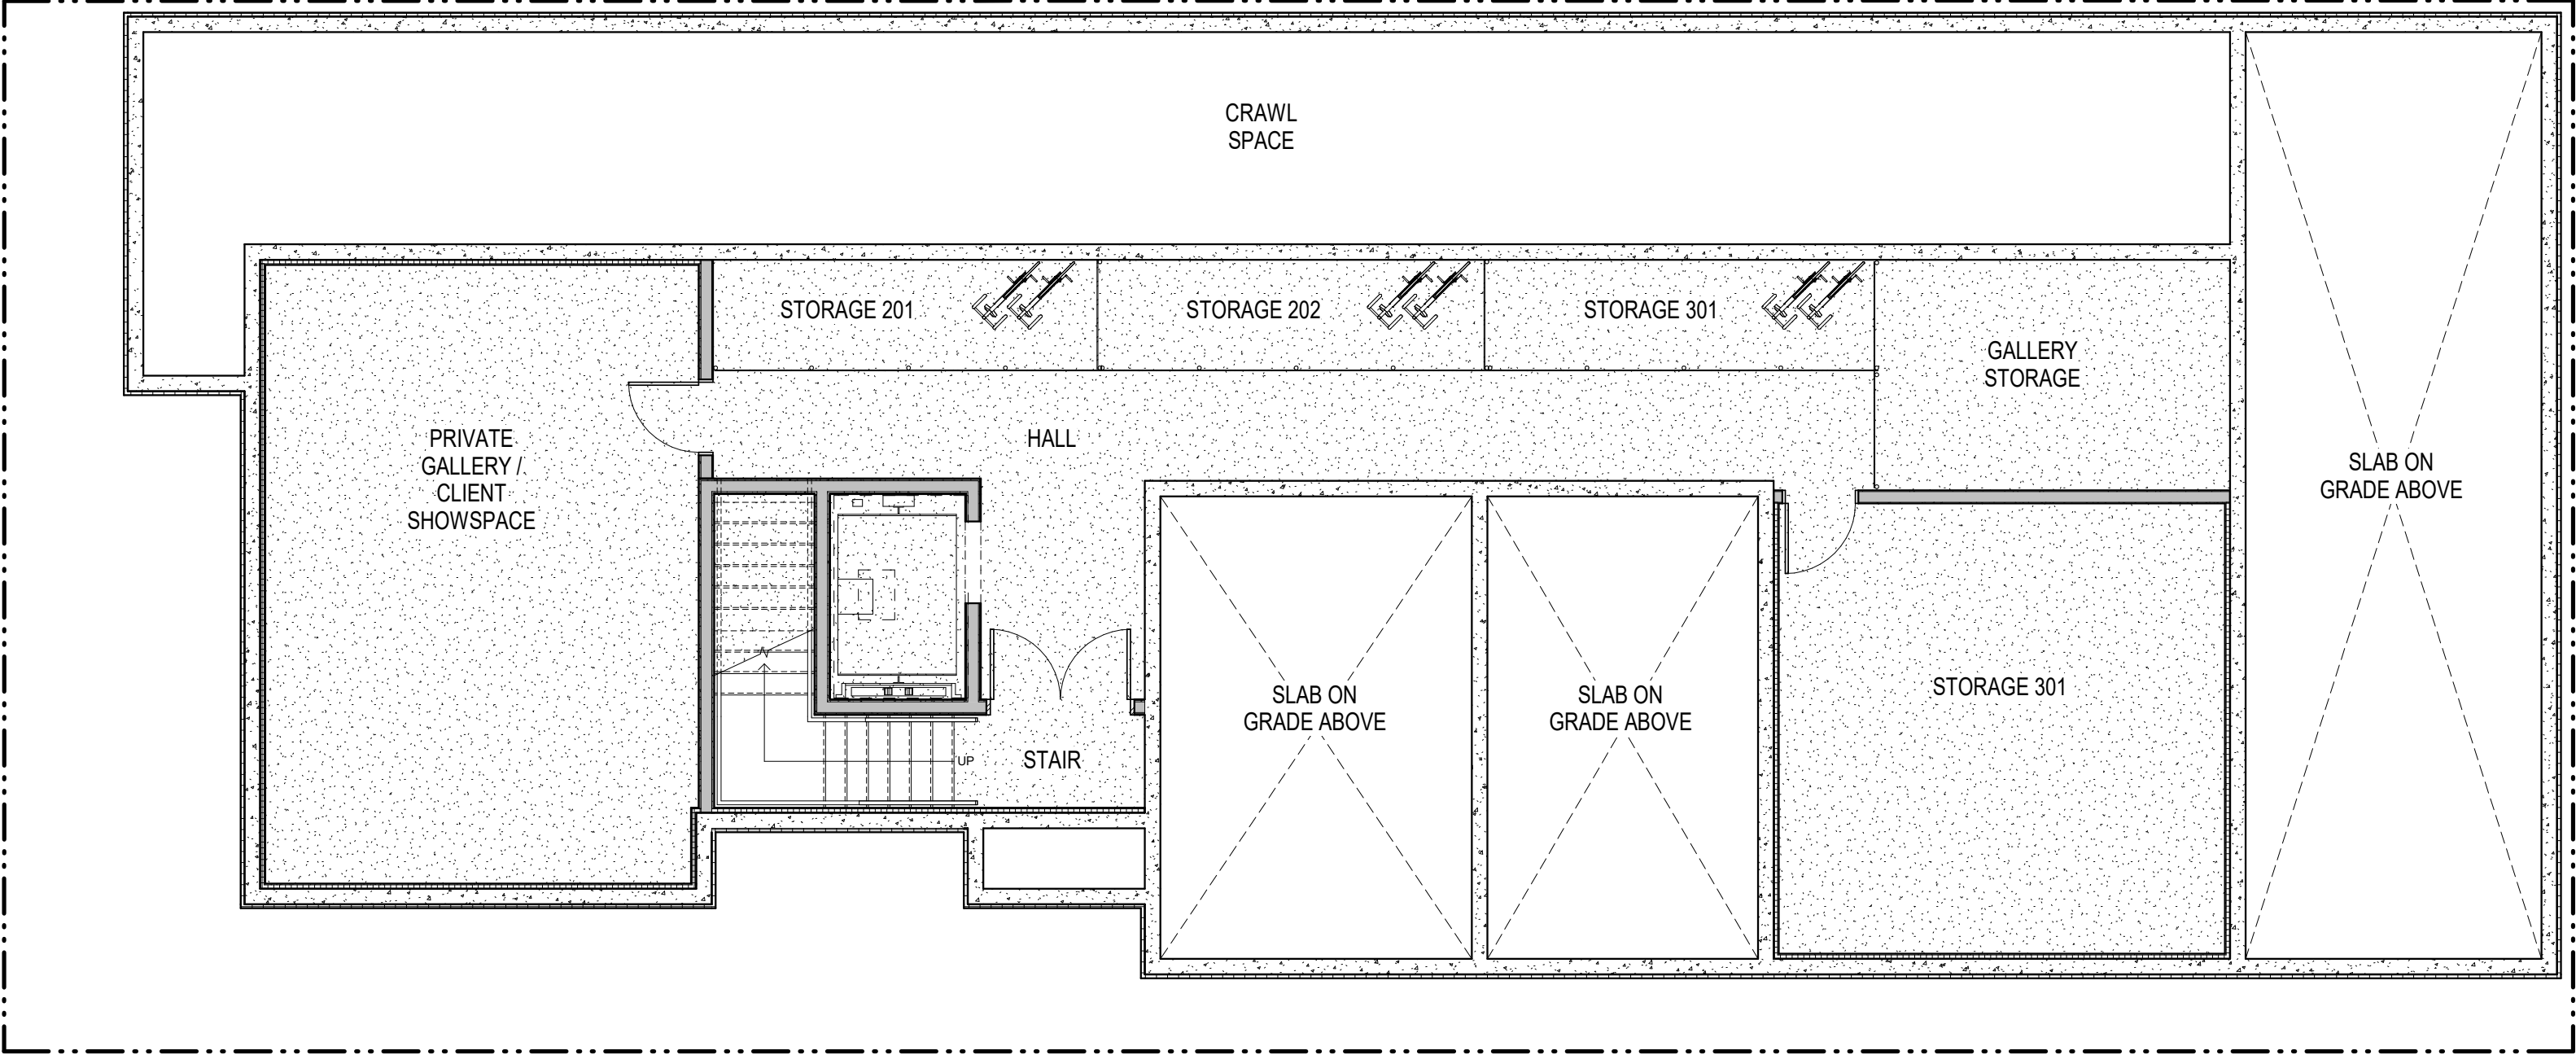 CRAWL
SPACE
STORAGE 201
STORAGE 202
STORAGE 301
GALLERY
STORAGE
PRIVATE
GALLERY /
CLIENT
SHOWSPACE
HALL
SLAB ON
GRADE ABOVE
SLAB ON
GRADE ABOVE
SLAB ON
GRADE ABOVE
STORAGE 301
UP
STAIR